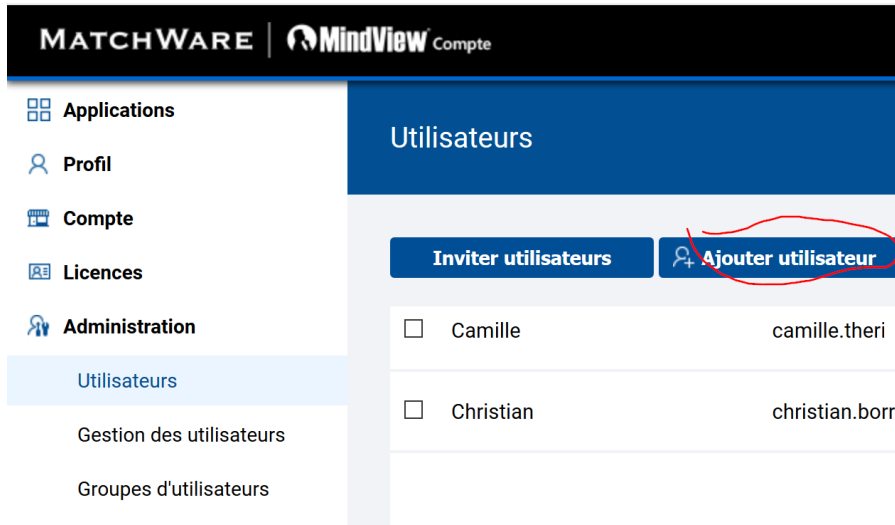 MATCHWARE | MindView Compte
Applications
Profil
Compte
Licences
Administration
Utilisateurs
Gestion des utilisateurs
Groupes d'utilisateurs
Utilisateurs
Inviter utilisateurs Ajouter utilisateur
Camille camille.theri
Christian christian.borr